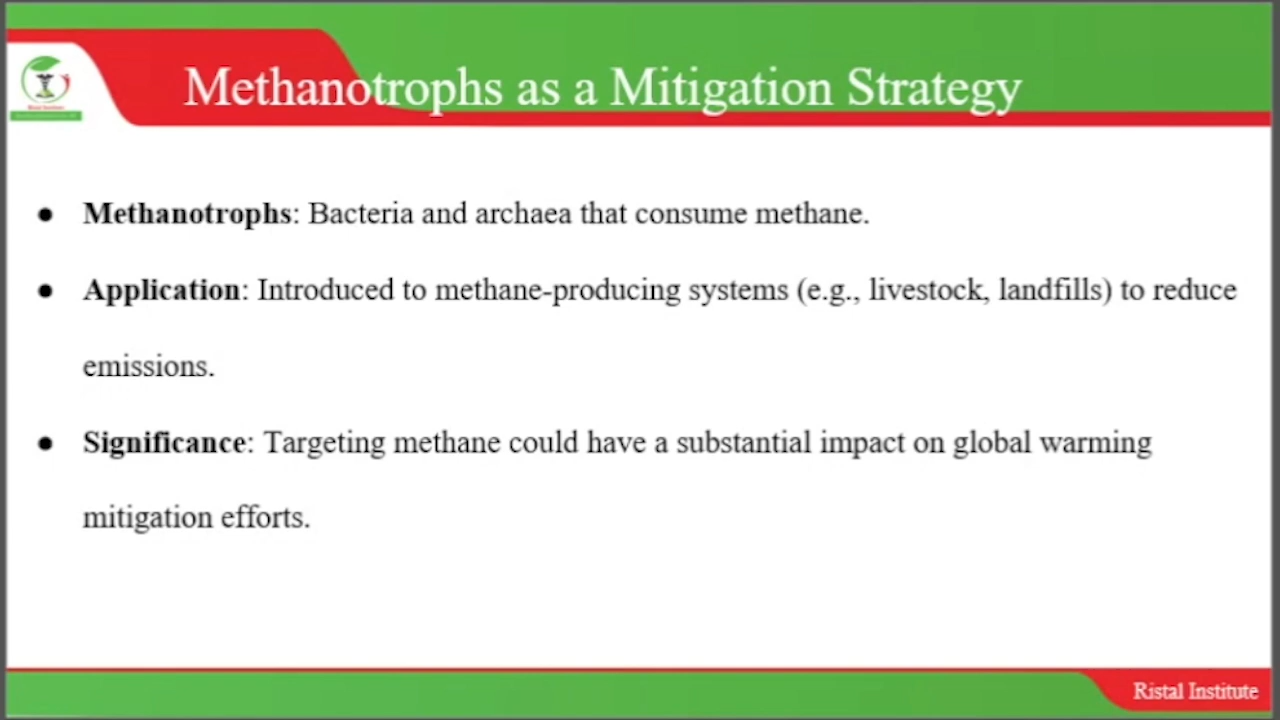 Methanotrophs as a Mitigation Strategy
● Methanotrophs: Bacteria and archaea that consume methane.
● Application: Introduced to methane-producing systems (e.g., livestock, landfills) to reduce
emissions.
● Significance: Targeting methane could have a substantial impact on global warming
mitigation efforts.
Ristal Institute